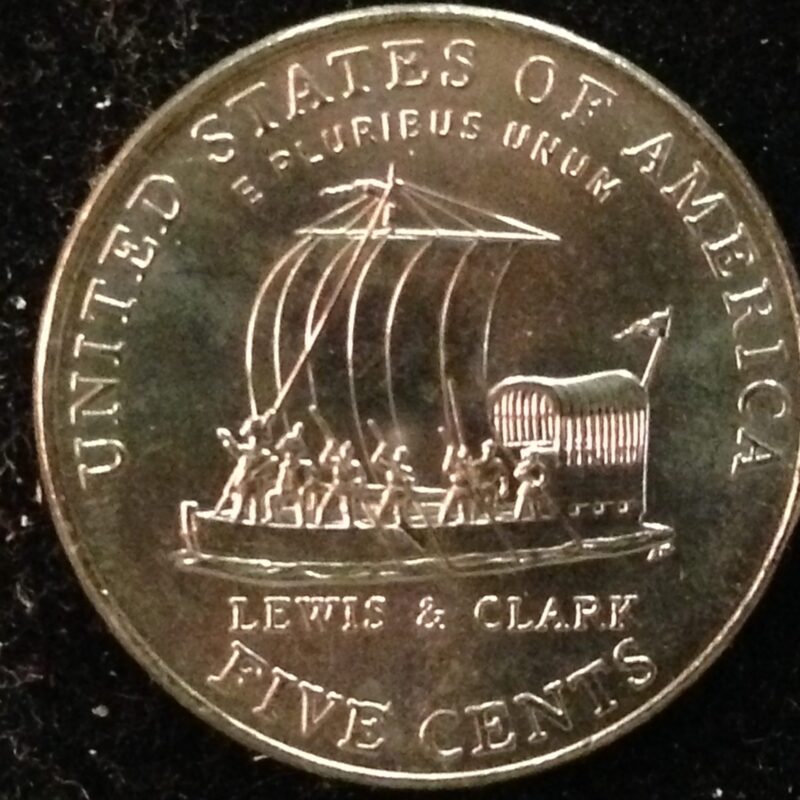 UNITED STATES OF AMERICA
E PLURIBUS UNUM
LEWIS & CLARK
FIVE CENTS